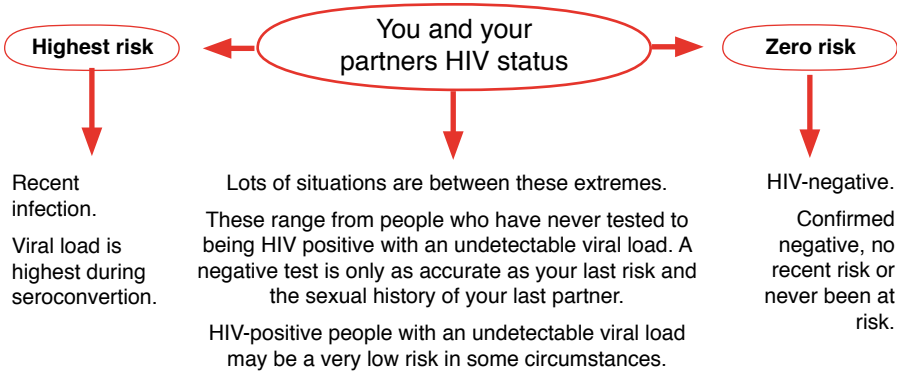 You and your
partners HIV status
Highest risk
Zero risk
Recent
infection.
Viral load is
highest during
seroconvertion.
Lots of situations are between these extremes.
These range from people who have never tested to
being HIV positive with an undetectable viral load. A
negative test is only as accurate as your last risk and
the sexual history of your last partner.
HIV-positive people with an undetectable viral load
may be a very low risk in some circumstances.
HIV-negative.
Confirmed
negative, no
recent risk or
never been at
risk.